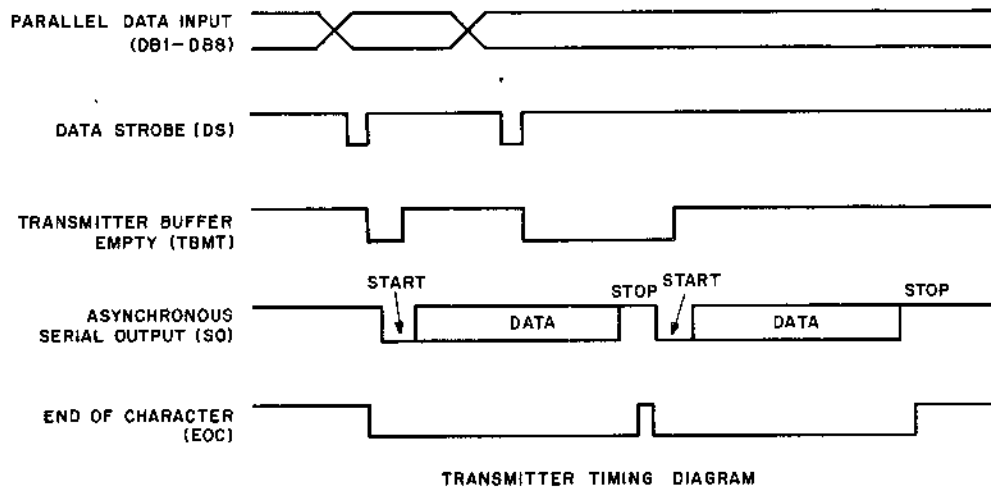 PARALLEL DATA INPUT
(DB1-DB8)
DATA STROBE (DS)
TRANSMITTER BUFFER
EMPTY (TBMT)
START
STOP
START
STOP
ASYNCHRONOUS
SERIAL OUTPUT (SO)
DATA
DATA
END OF CHARACTER
(EOC)
TRANSMITTER TIMING DIAGRAM